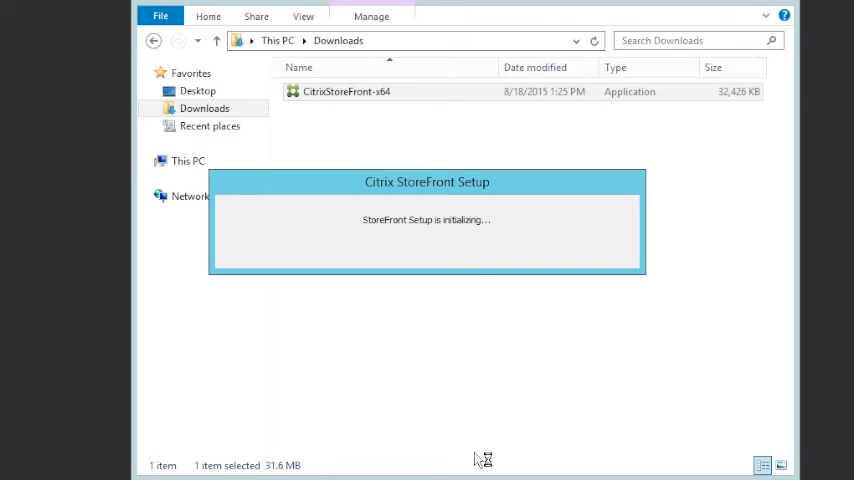 File Home Share View Manage
This PC Downloads Search Downloads
Name Date modified Type Size
Favorites
CitrixStoreFront-x64 8/18/2015 1:25 PM Application 32,426 KB
Desktop
Downloads
Recent places
This PC
Network
Citrix StoreFront Setup
StoreFront Setup is initializing...
1 item 1 item selected 31.6 MB